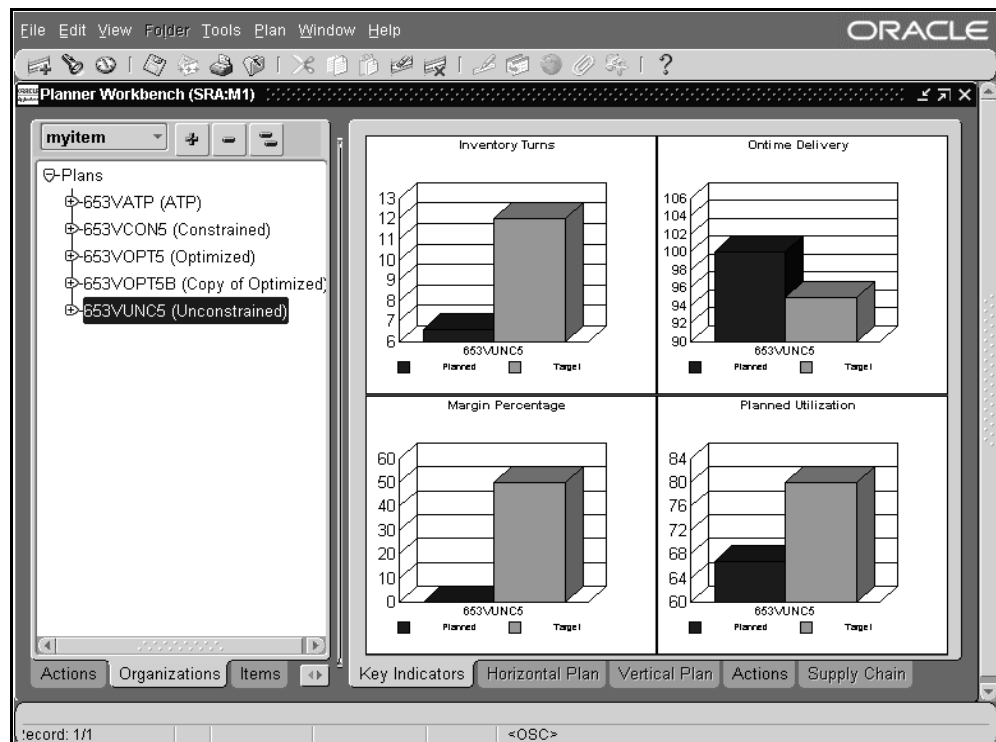 File Edit View Folder Tools Plan Window Help
ORACLE
Planner Workbench (SRA:M1)
myitem
Plans
653VATP (ATP)
653VCON5 (Constrained)
653VOPT5 (Optimized)
653VOPT5B (Copy of Optimized)
653VUNC5 (Unconstrained)
Actions Organizations Items
Inventory Turns
13
12
11
10
9
8
7
6
653VUNC5
Planned Target
Ontime Delivery
106
104
102
100
98
96
94
92
90
653VUNC5
Planned Target
Margin Percentage
60
50
40
30
20
10
0
653VUNC5
Planned Target
Planned Utilization
84
80
76
72
68
64
60
653VUNC5
Planned Target
Key Indicators Horizontal Plan Vertical Plan Actions Supply Chain
ecord: 1/1 <OSC>